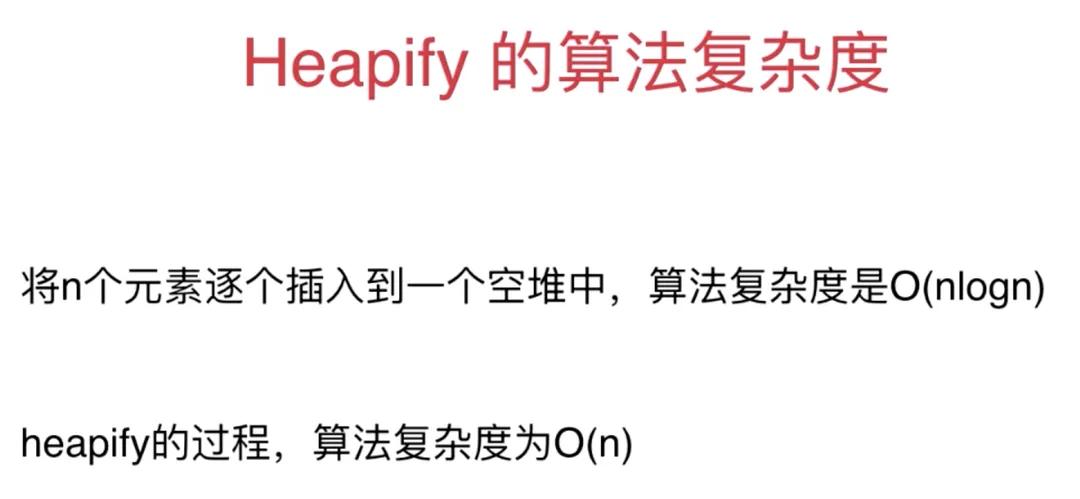 Heapify 的算法复杂度
将n个元素逐个插入到一个空堆中，算法复杂度是O(nlogn)
heapify的过程，算法复杂度为O(n)